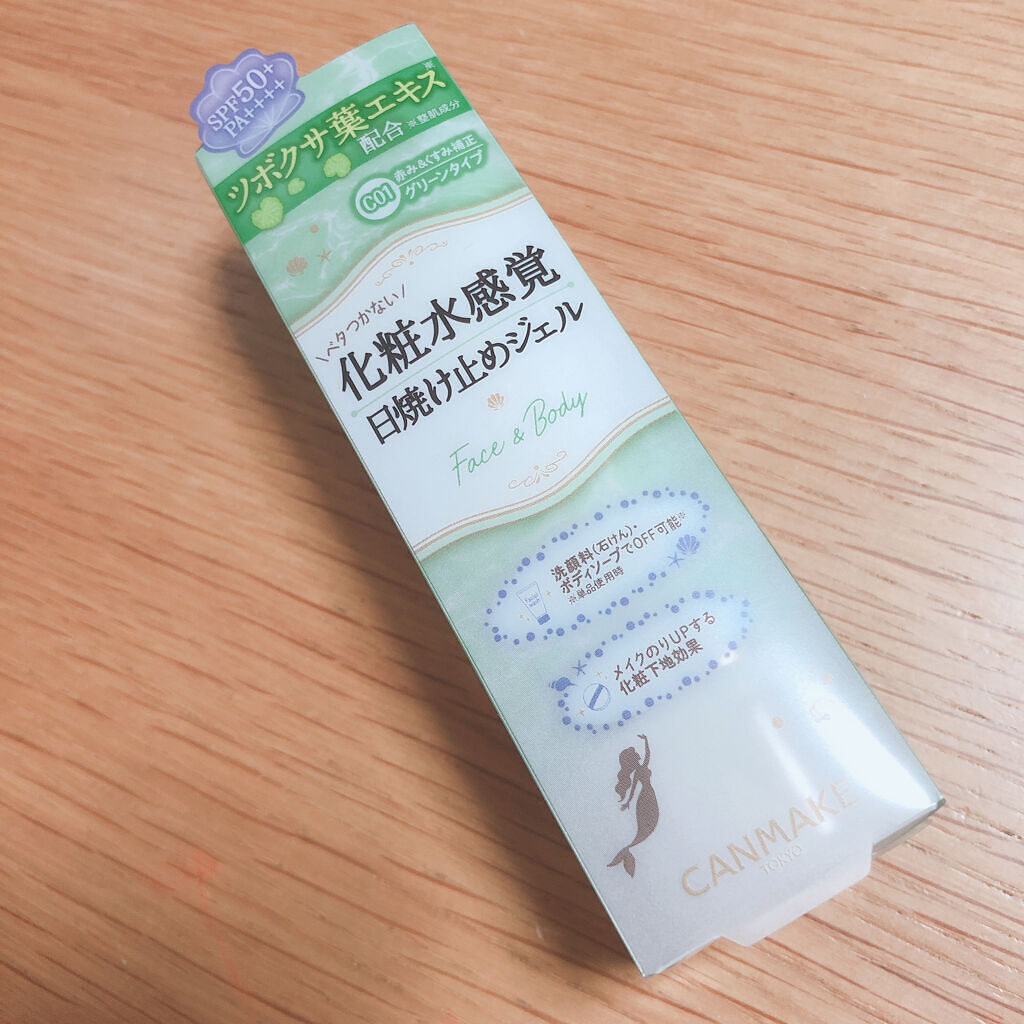 SPF50+
PA++++
ツボクサ葉エキス※
配合 ※整肌成分
C01
赤み&くすみ補正
グリーンタイプ
\ベタつかない/
化粧水感覚
日焼け止めジェル
Face & Body
洗顔料(石けん)・
ボディソープでOFF可能※
※単品使用時
Facial
wash
メイクのりUPする
化粧下地効果
CANMAKE
TOKYO